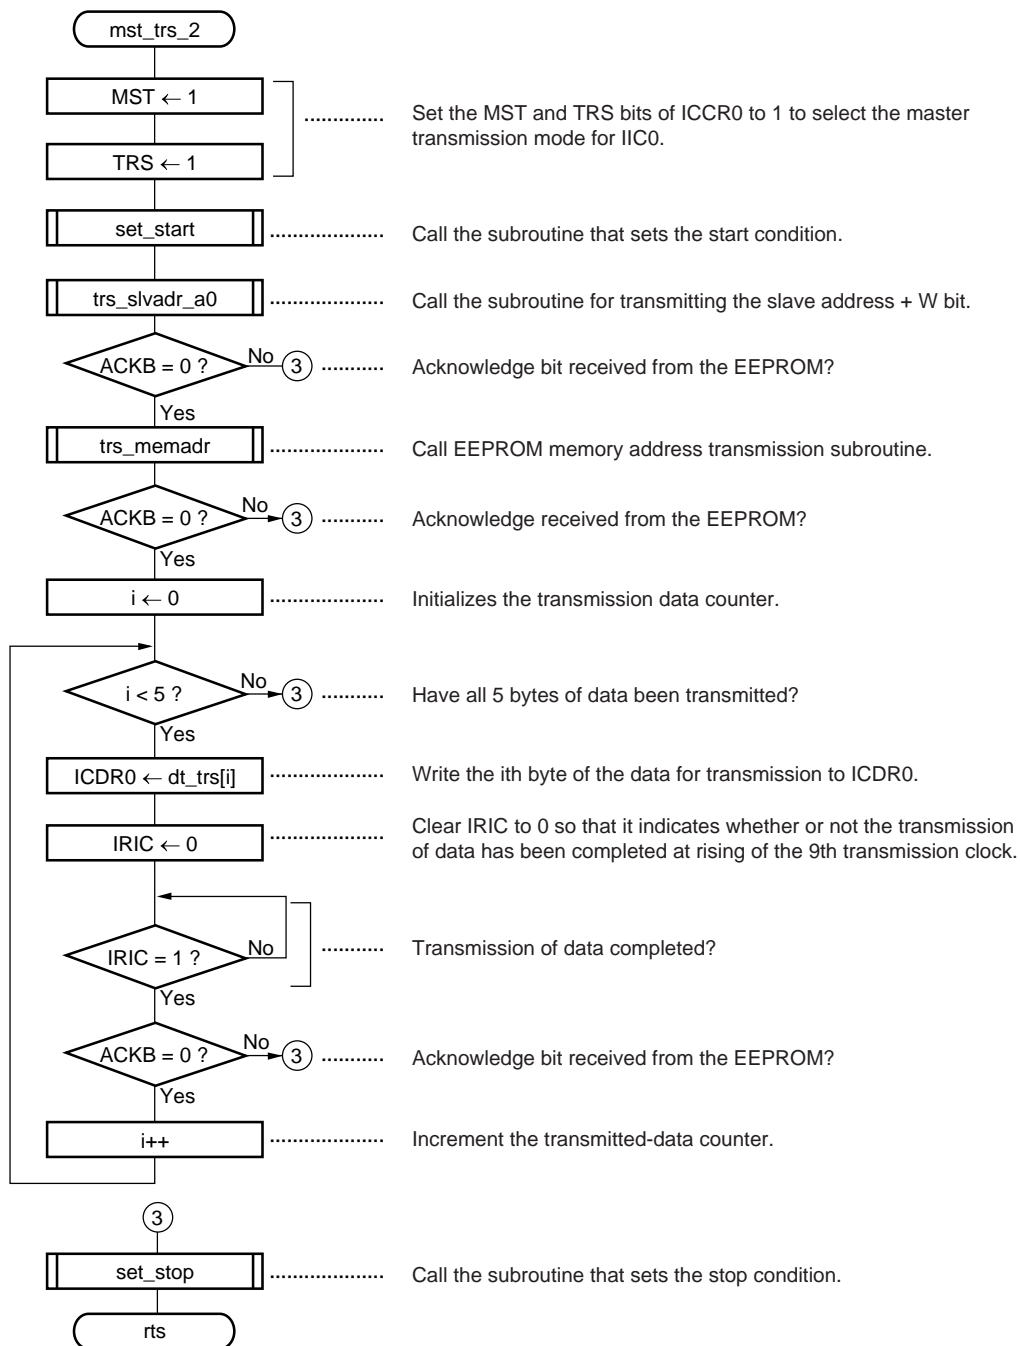 mst_trs_2
MST ← 1
TRS ← 1
Set the MST and TRS bits of ICCR0 to 1 to select the master
transmission mode for IIC0.
set_start
Call the subroutine that sets the start condition.
trs_slvadr_a0
Call the subroutine for transmitting the slave address + W bit.
ACKB = 0 ?
No
3
Acknowledge bit received from the EEPROM?
Yes
trs_memadr
Call EEPROM memory address transmission subroutine.
ACKB = 0 ?
No
3
Acknowledge received from the EEPROM?
Yes
i ← 0
Initializes the transmission data counter.
i < 5 ?
No
3
Have all 5 bytes of data been transmitted?
Yes
ICDR0 ← dt_trs[i]
Write the ith byte of the data for transmission to ICDR0.
IRIC ← 0
Clear IRIC to 0 so that it indicates whether or not the transmission
of data has been completed at rising of the 9th transmission clock.
IRIC = 1 ?
No
Transmission of data completed?
Yes
ACKB = 0 ?
No
3
Acknowledge bit received from the EEPROM?
Yes
i++
Increment the transmitted-data counter.
3
set_stop
Call the subroutine that sets the stop condition.
rts